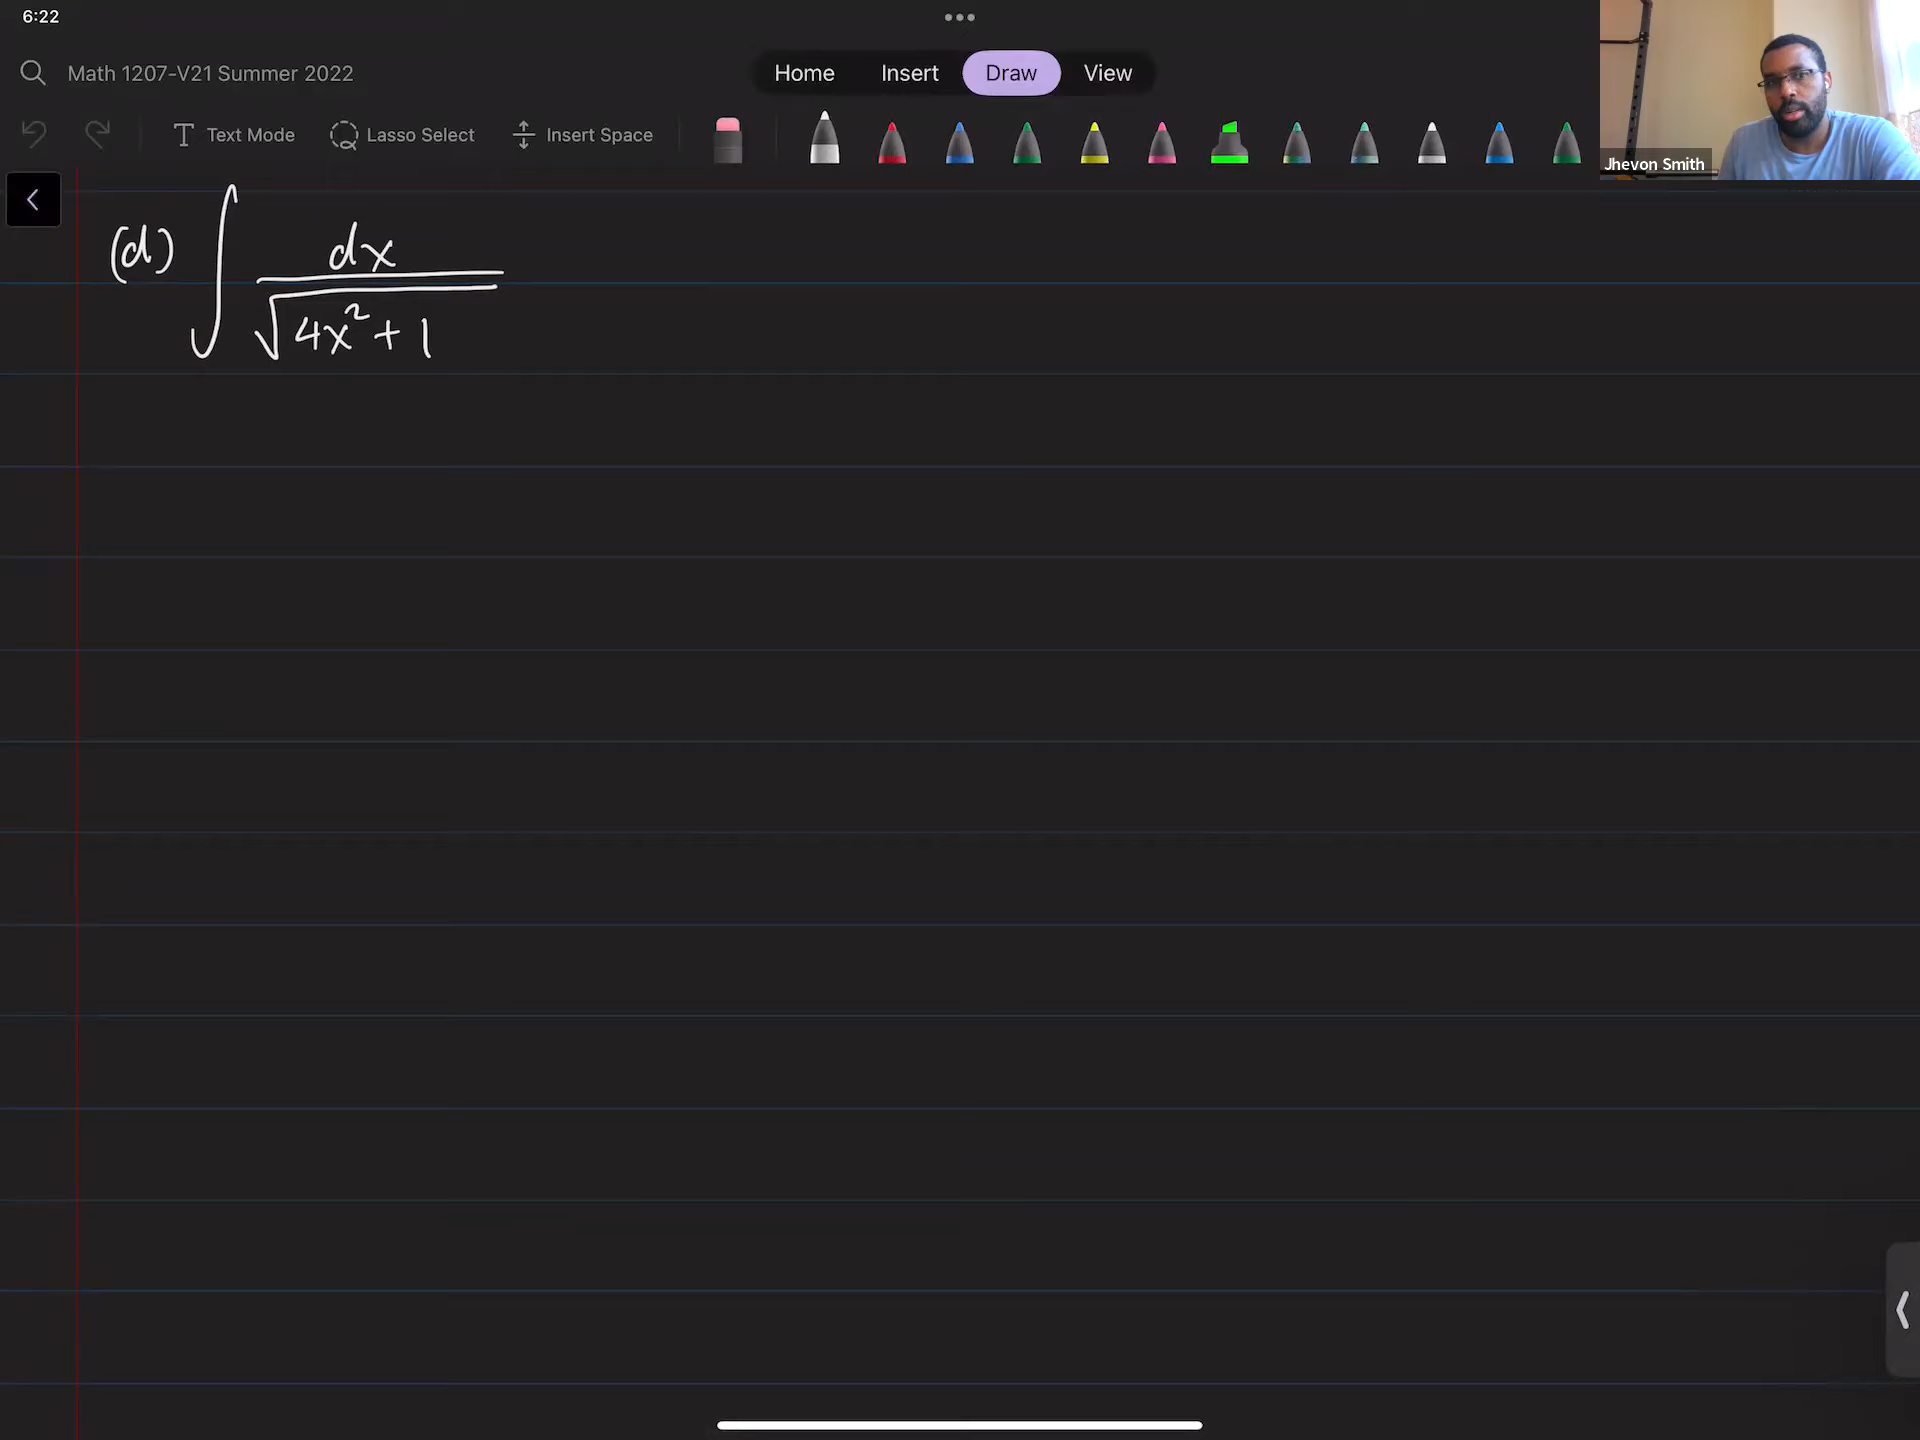 6:22
Math 1207-V21 Summer 2022
Home Insert Draw View
Text Mode Lasso Select Insert Space
Jhevon Smith
(d) ∫ dx / √(4x² + 1)